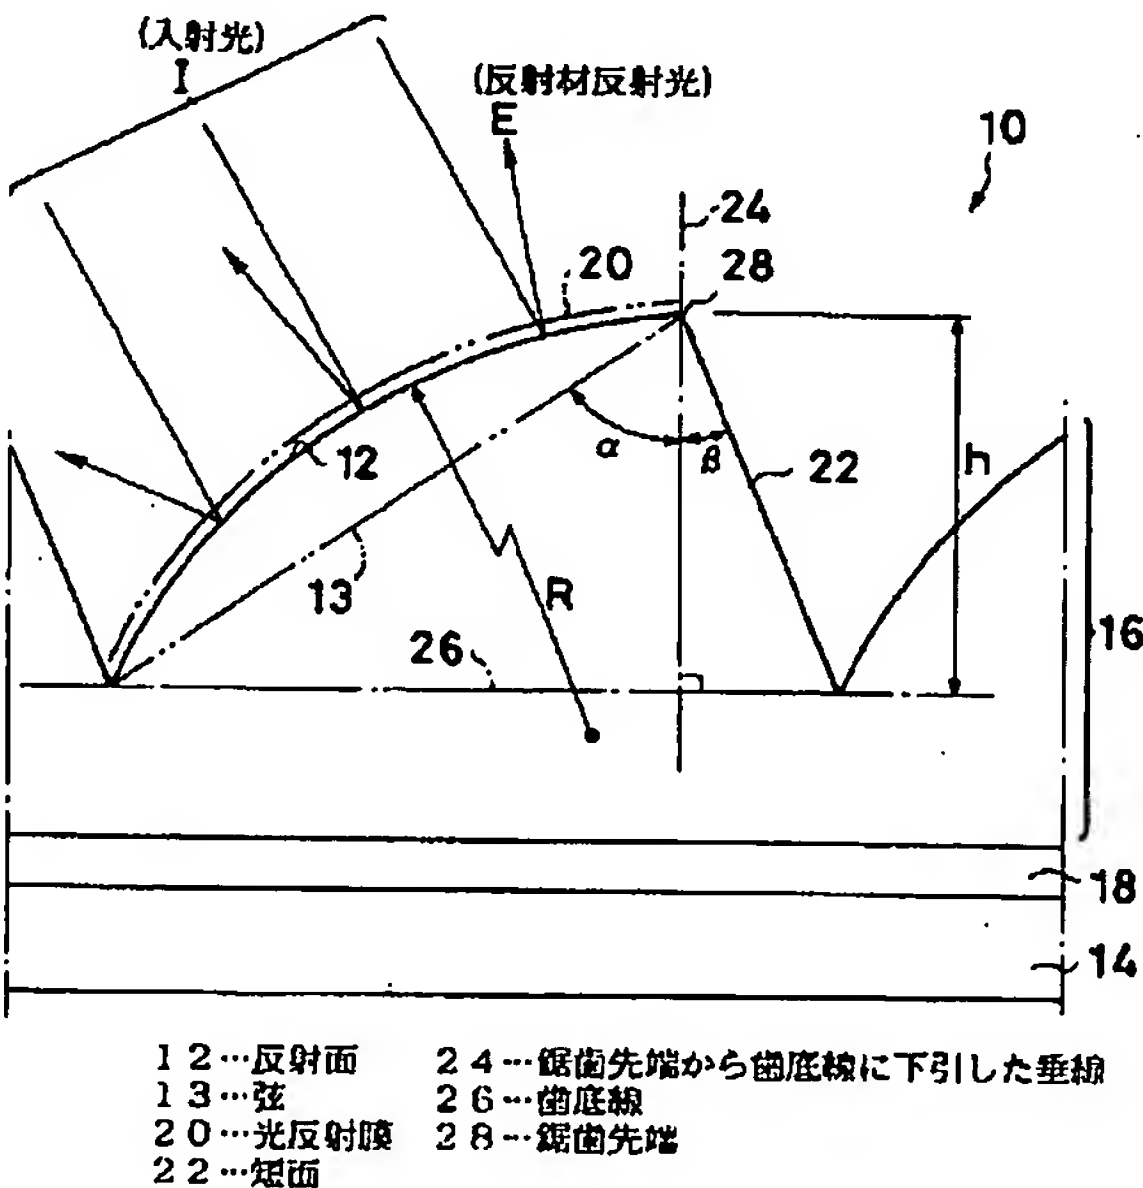 (入射光)
I
(反射材反射光)
E
10
24
20
28
α
β
12
22
h
13
R
26
16
18
14
12…反射面
13…弦
20…光反射膜
22…短面
24…鋸歯先端から歯底線に下引した垂線
26…歯底線
28…鋸歯先端